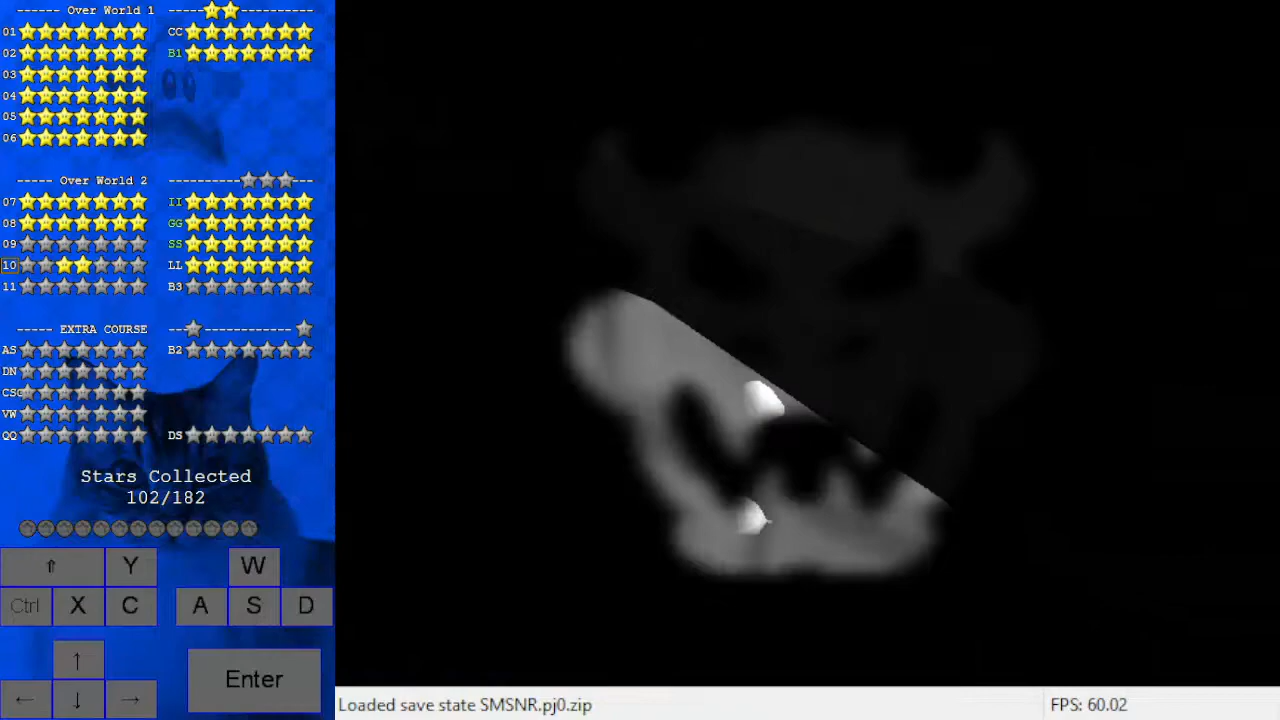 ------ Over World 1 --------------
01 CC
02 B1
03
04
05
06
----- Over World 2 -------------
07 II
08 GG
09 SS
10 LL
11 B3
----- EXTRA COURSE -------------
AS B2
DN
CSG
VW
QQ DS
Stars Collected
102/182
⇑ Y W
Ctrl X C A S D
↑
← ↓ → Enter
Loaded save state SMSNR.pj0.zip FPS: 60.02